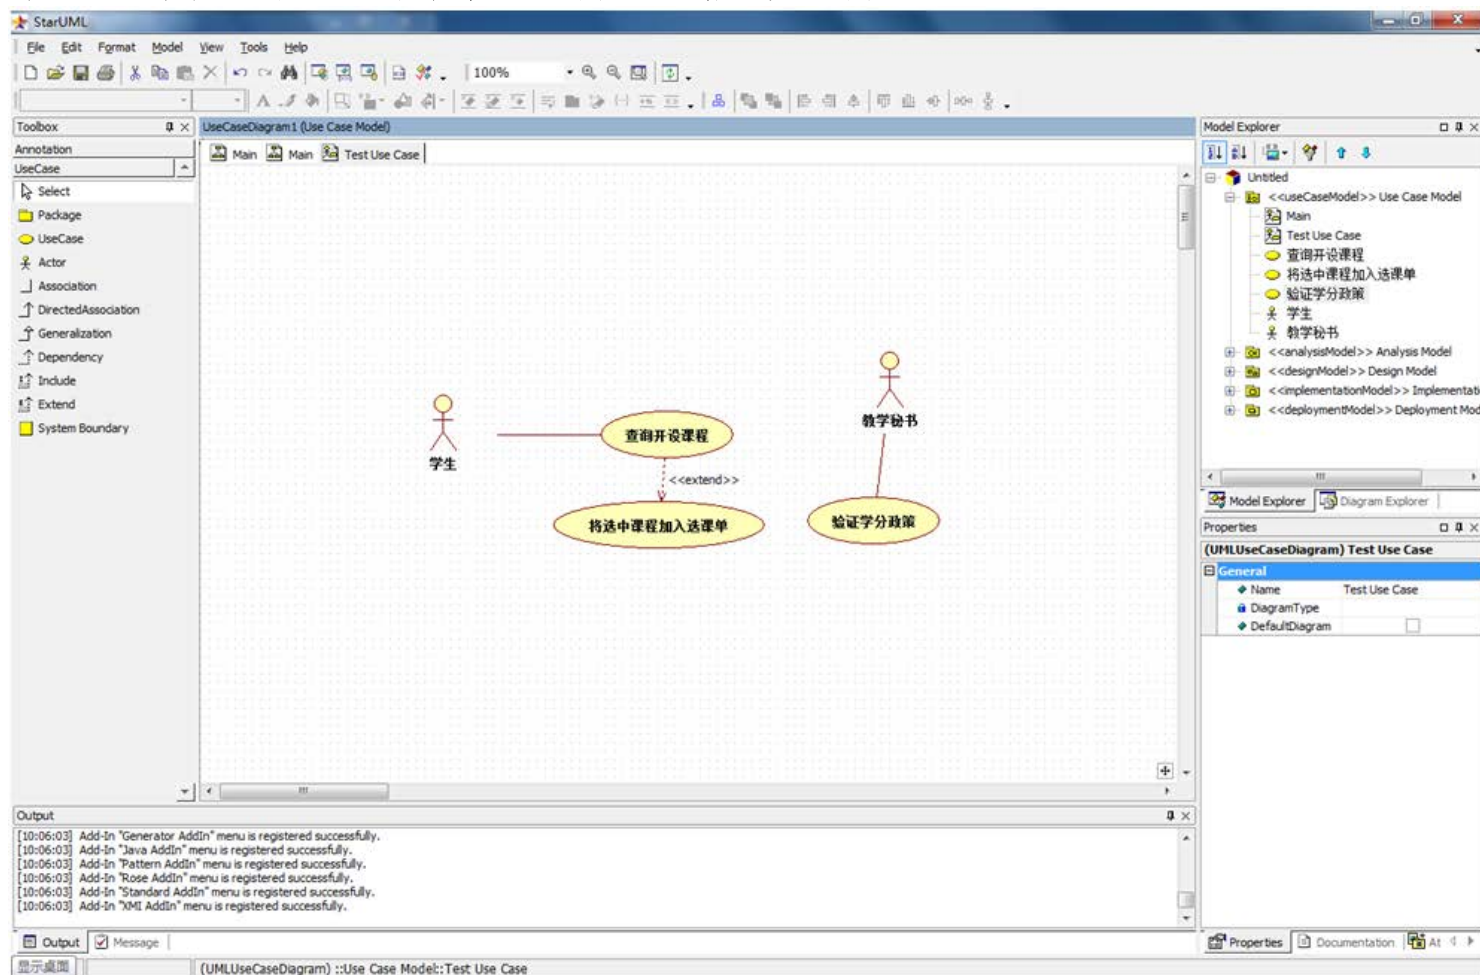 StarUML
File Edit Format Model View Tools Help
100%
Toolbox
UseCaseDiagram1 (Use Case Model)
Model Explorer
Annotation
Main Main Test Use Case
UseCase
Select
Package
UseCase
Actor
Association
DirectedAssociation
Generalization
Dependency
Include
Extend
System Boundary
Untitled
<<useCaseModel>> Use Case Model
Main
Test Use Case
查询开设课程
将选中课程加入选课单
验证学分政策
学生
教学秘书
<<analysisModel>> Analysis Model
<<designModel>> Design Model
<<implementationModel>> Implementati
<<deploymentModel>> Deployment Mod
教学秘书
查询开设课程
学生
<<extend>>
将选中课程加入选课单
验证学分政策
Model Explorer Diagram Explorer
Properties
(UMLUseCaseDiagram) Test Use Case
General
Name Test Use Case
DiagramType
DefaultDiagram
Output
[10:06:03] Add-In "Generator AddIn" menu is registered successfully.
[10:06:03] Add-In "Java AddIn" menu is registered successfully.
[10:06:03] Add-In "Pattern AddIn" menu is registered successfully.
[10:06:03] Add-In "Rose AddIn" menu is registered successfully.
[10:06:03] Add-In "Standard AddIn" menu is registered successfully.
[10:06:03] Add-In "XMI AddIn" menu is registered successfully.
Output Message
Properties Documentation At
显示桌面
(UMLUseCaseDiagram) ::Use Case Model::Test Use Case